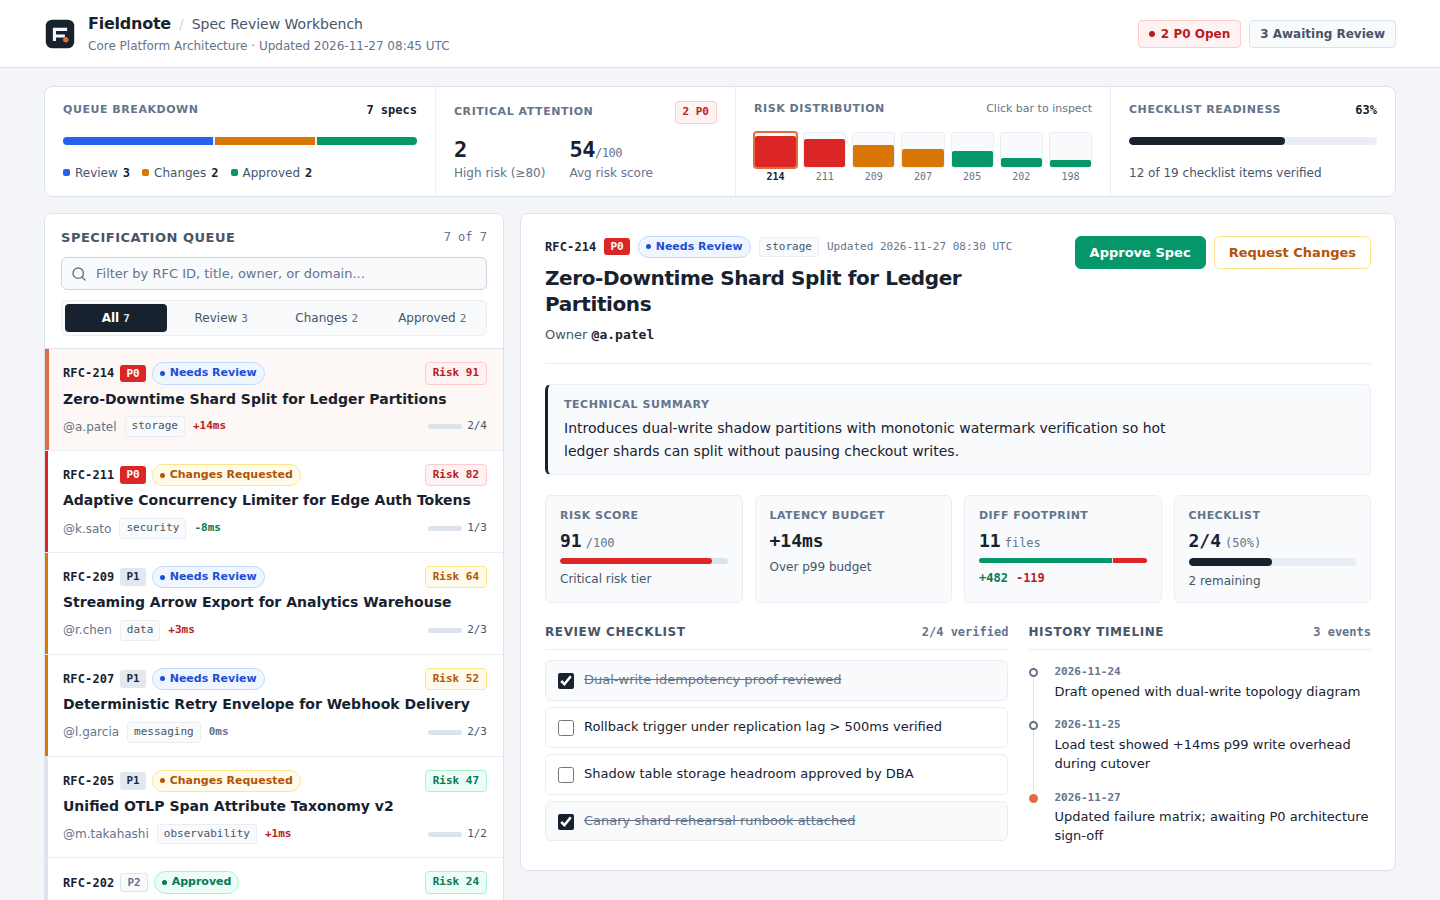 Fieldnote / Spec Review Workbench
Core Platform Architecture · Updated 2026-11-27 08:45 UTC
2 P0 Open
3 Awaiting Review
QUEUE BREAKDOWN
7 specs
Review 3 Changes 2 Approved 2
CRITICAL ATTENTION
2 P0
2
High risk (≥80)
54/100
Avg risk score
RISK DISTRIBUTION
Click bar to inspect
214 211 209 207 205 202 198
CHECKLIST READINESS
63%
12 of 19 checklist items verified
SPECIFICATION QUEUE
7 of 7
Filter by RFC ID, title, owner, or domain...
All 7 Review 3 Changes 2 Approved 2
RFC-214 P0 Needs Review Risk 91
Zero-Downtime Shard Split for Ledger Partitions
@a.patel storage +14ms 2/4
RFC-211 P0 Changes Requested Risk 82
Adaptive Concurrency Limiter for Edge Auth Tokens
@k.sato security -8ms 1/3
RFC-209 P1 Needs Review Risk 64
Streaming Arrow Export for Analytics Warehouse
@r.chen data +3ms 2/3
RFC-207 P1 Needs Review Risk 52
Deterministic Retry Envelope for Webhook Delivery
@l.garcia messaging 0ms 2/3
RFC-205 P1 Changes Requested Risk 47
Unified OTLP Span Attribute Taxonomy v2
@m.takahashi observability +1ms 1/2
RFC-202 P2 Approved Risk 24
RFC-214 P0 Needs Review storage Updated 2026-11-27 08:30 UTC
Zero-Downtime Shard Split for Ledger
Partitions
Owner @a.patel
Approve Spec
Request Changes
TECHNICAL SUMMARY
Introduces dual-write shadow partitions with monotonic watermark verification so hot
ledger shards can split without pausing checkout writes.
RISK SCORE
91 /100
Critical risk tier
LATENCY BUDGET
+14ms
Over p99 budget
DIFF FOOTPRINT
11 files
+482 -119
CHECKLIST
2/4 (50%)
2 remaining
REVIEW CHECKLIST
2/4 verified
Dual-write idempotency proof reviewed
Rollback trigger under replication lag > 500ms verified
Shadow table storage headroom approved by DBA
Canary shard rehearsal runbook attached
HISTORY TIMELINE
3 events
2026-11-24
Draft opened with dual-write topology diagram
2026-11-25
Load test showed +14ms p99 write overhead
during cutover
2026-11-27
Updated failure matrix; awaiting P0 architecture
sign-off